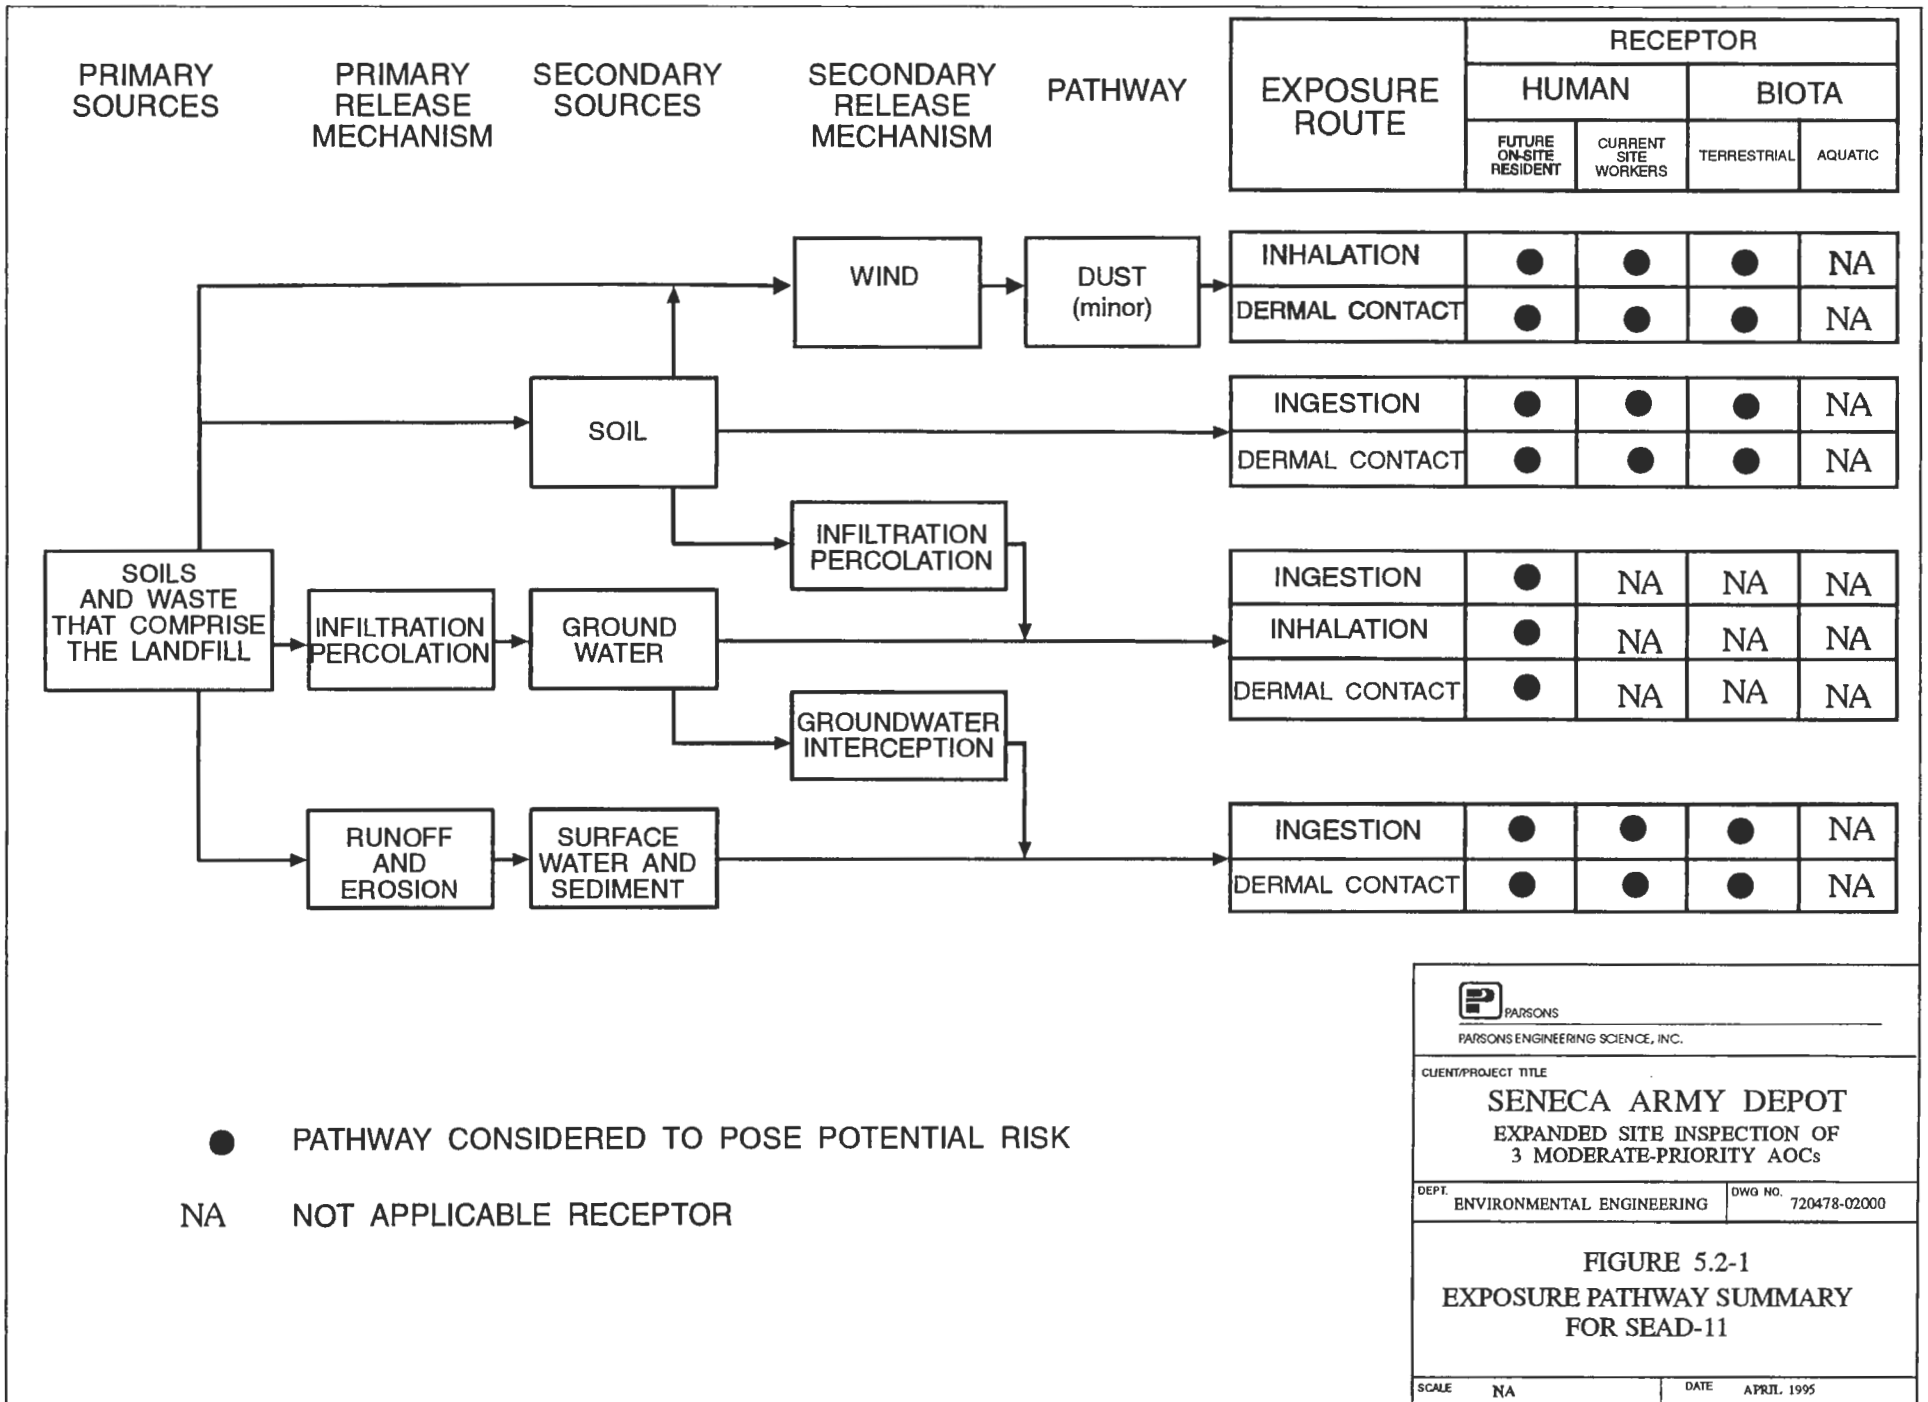 PRIMARY
SOURCES
PRIMARY
RELEASE
MECHANISM
SECONDARY
SOURCES
SECONDARY
RELEASE
MECHANISM
PATHWAY
EXPOSURE
ROUTE
RECEPTOR
HUMAN
BIOTA
FUTURE
ON-SITE
RESIDENT
CURRENT
SITE
WORKERS
TERRESTRIAL
AQUATIC
WIND
DUST
(minor)
INHALATION
NA
DERMAL CONTACT
NA
SOIL
INGESTION
NA
DERMAL CONTACT
NA
INFILTRATION
PERCOLATION
SOILS
AND WASTE
THAT COMPRISE
THE LANDFILL
INFILTRATION
PERCOLATION
GROUND
WATER
INGESTION
NA NA NA
INHALATION
NA NA NA
DERMAL CONTACT
NA NA NA
GROUNDWATER
INTERCEPTION
RUNOFF
AND
EROSION
SURFACE
WATER AND
SEDIMENT
INGESTION
NA
DERMAL CONTACT
NA
● PATHWAY CONSIDERED TO POSE POTENTIAL RISK
NA NOT APPLICABLE RECEPTOR
P PARSONS
PARSONS ENGINEERING SCIENCE, INC.
CLIENT/PROJECT TITLE
SENECA ARMY DEPOT
EXPANDED SITE INSPECTION OF
3 MODERATE-PRIORITY AOCs
DEPT. ENVIRONMENTAL ENGINEERING
DWG NO. 720478-02000
FIGURE 5.2-1
EXPOSURE PATHWAY SUMMARY
FOR SEAD-11
SCALE NA
DATE APRIL 1995